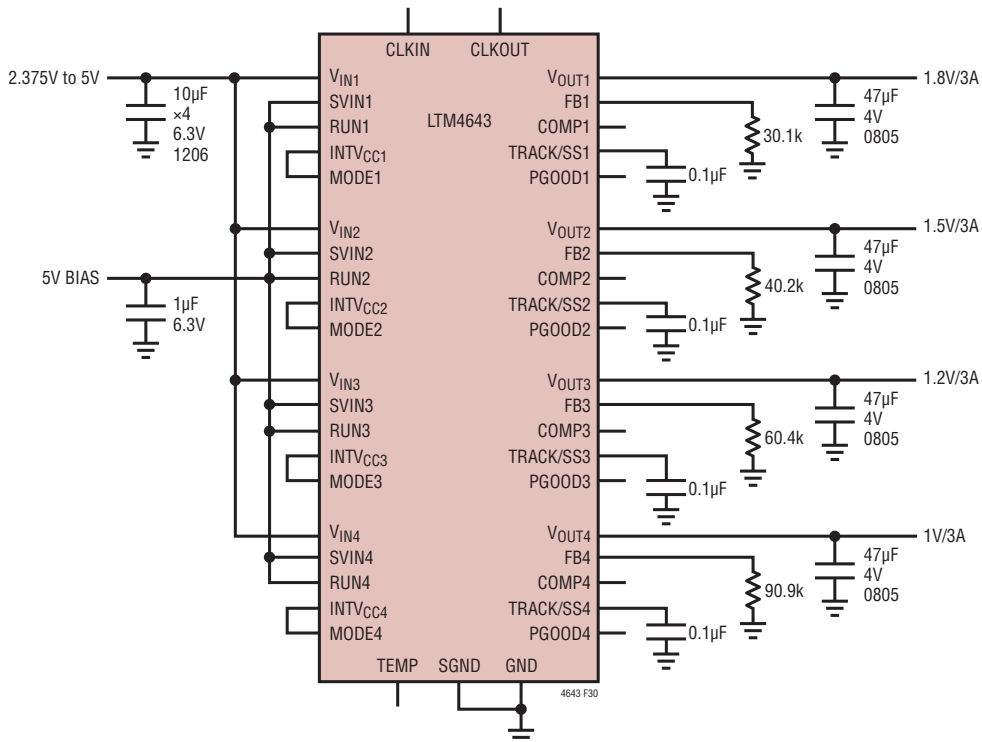 CLKIN CLKOUT
2.375V to 5V
10µF
×4
6.3V
1206
5V BIAS
1µF
6.3V
LTM4643
VIN1
SVIN1
RUN1
INTVCC1
MODE1
VIN2
SVIN2
RUN2
INTVCC2
MODE2
VIN3
SVIN3
RUN3
INTVCC3
MODE3
VIN4
SVIN4
RUN4
INTVCC4
MODE4
VOUT1
FB1
COMP1
TRACK/SS1
PGOOD1
VOUT2
FB2
COMP2
TRACK/SS2
PGOOD2
VOUT3
FB3
COMP3
TRACK/SS3
PGOOD3
VOUT4
FB4
COMP4
TRACK/SS4
PGOOD4
0.1µF
30.1k
47µF
4V
0805
1.8V/3A
0.1µF
40.2k
47µF
4V
0805
1.5V/3A
0.1µF
60.4k
47µF
4V
0805
1.2V/3A
0.1µF
90.9k
47µF
4V
0805
1V/3A
TEMP SGND GND
4643 F30